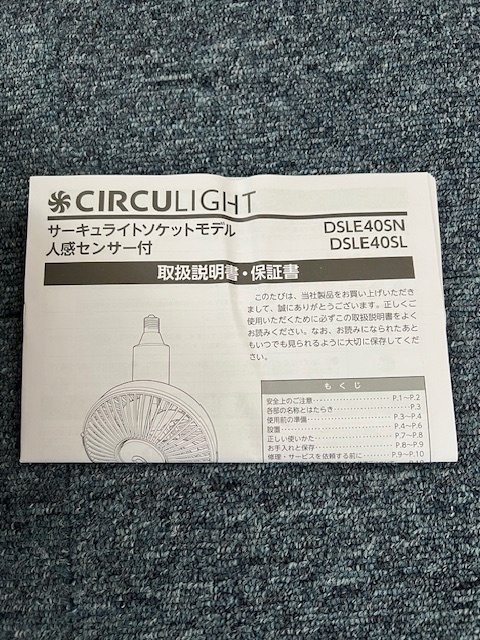 CIRCULIGHT
サーキュライトソケットモデル
人感センサー付
DSLE40SN
DSLE40SL
取扱説明書・保証書
このたびは、当社製品をお買い上げいただき
まして、誠にありがとうございます。正しくご
使用いただくために必ずこの取扱説明書をよく
お読みください。なお、お読みになられたあと
もいつでも見られるように大切に保存してくだ
さい。
もくじ
安全上のご注意 P.1〜P.2
各部の名称とはたらき P.3
使用前の準備 P.3〜P.4
設置 P.4〜P.6
正しい使いかた P.7〜P.8
お手入れと保存 P.8〜P.9
修理・サービスを依頼する前に P.9〜P.10